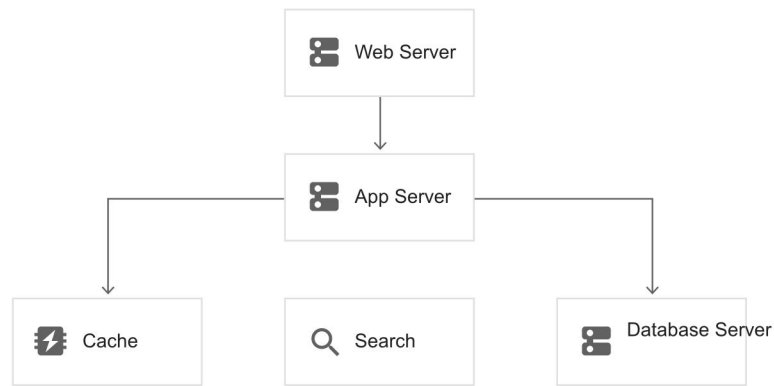 Web Server
App Server
Cache
Search
Database Server